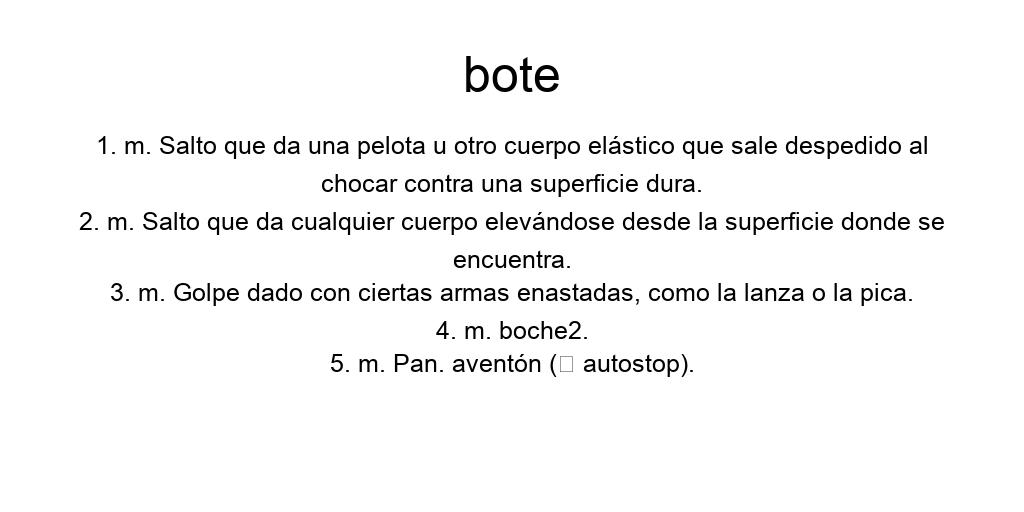 bote
1. m. Salto que da una pelota u otro cuerpo elástico que sale despedido al
chocar contra una superficie dura.
2. m. Salto que da cualquier cuerpo elevándose desde la superficie donde se
encuentra.
3. m. Golpe dado con ciertas armas enastadas, como la lanza o la pica.
4. m. boche2.
5. m. Pan. aventón (□ autostop).